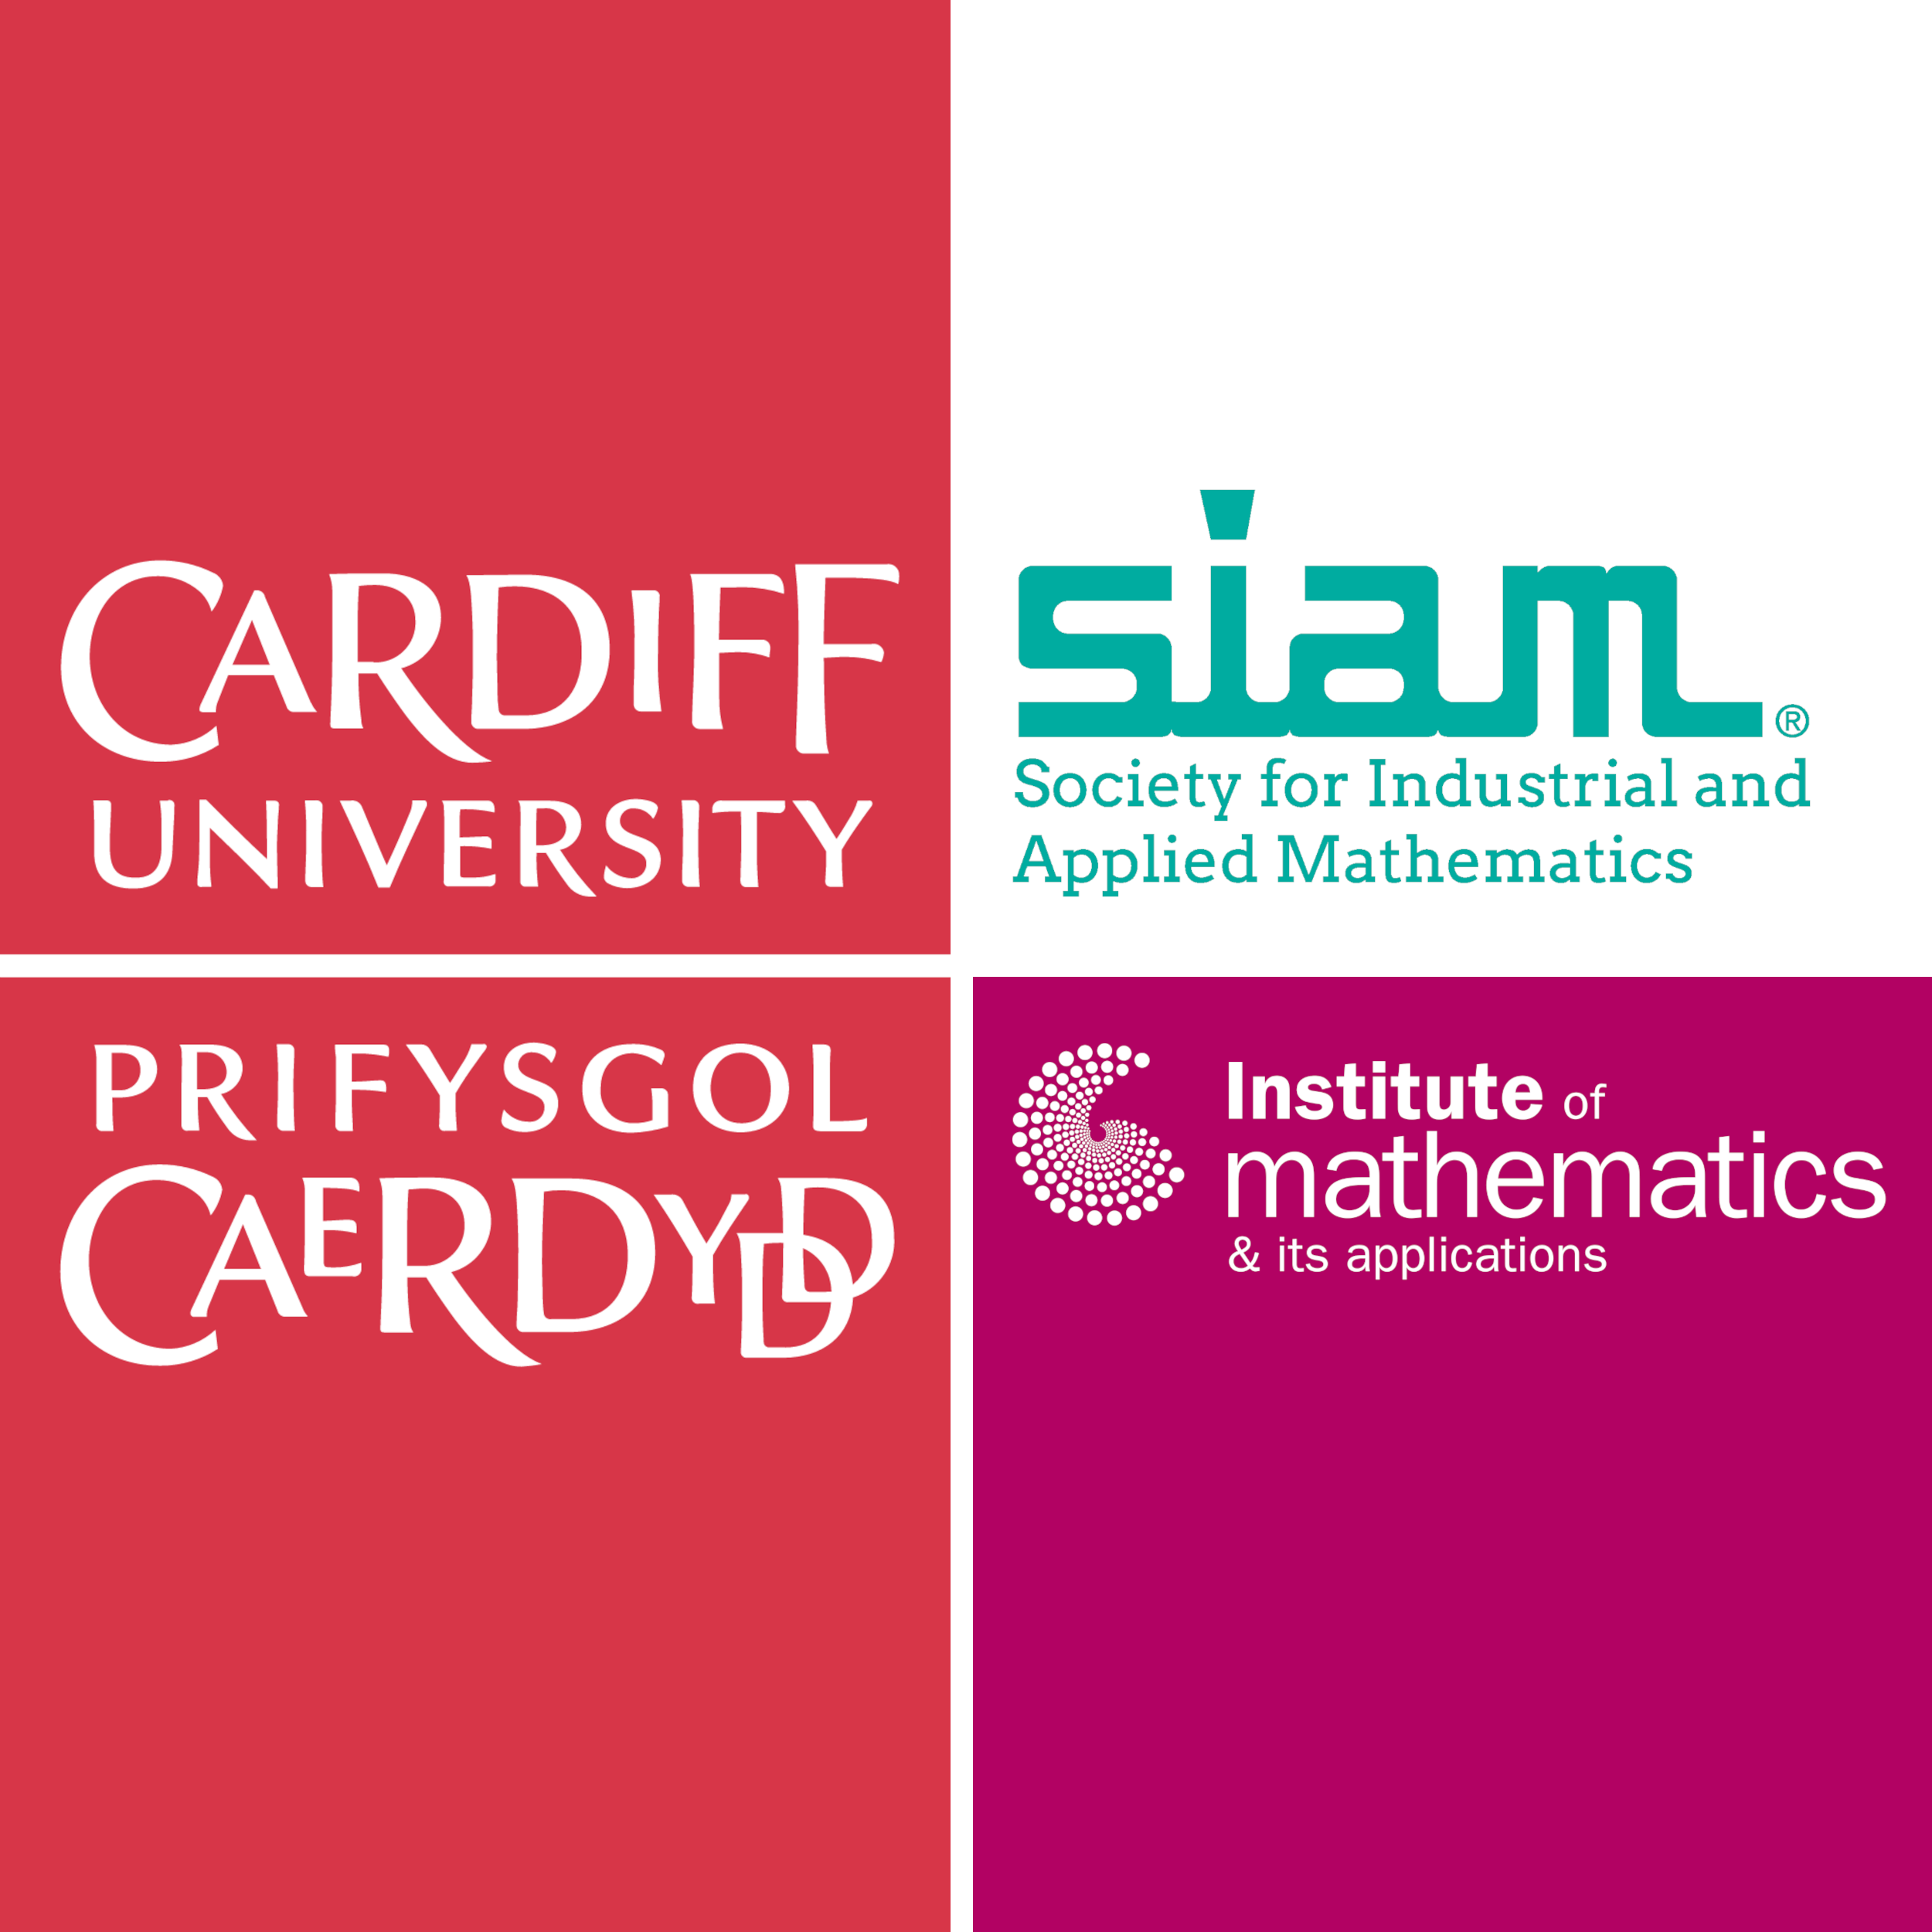 CARDIFF
UNIVERSITY
siam®
Society for Industrial and
Applied Mathematics
PRIFYSGOL
CAERDYDD
Institute of
mathematics
& its applications